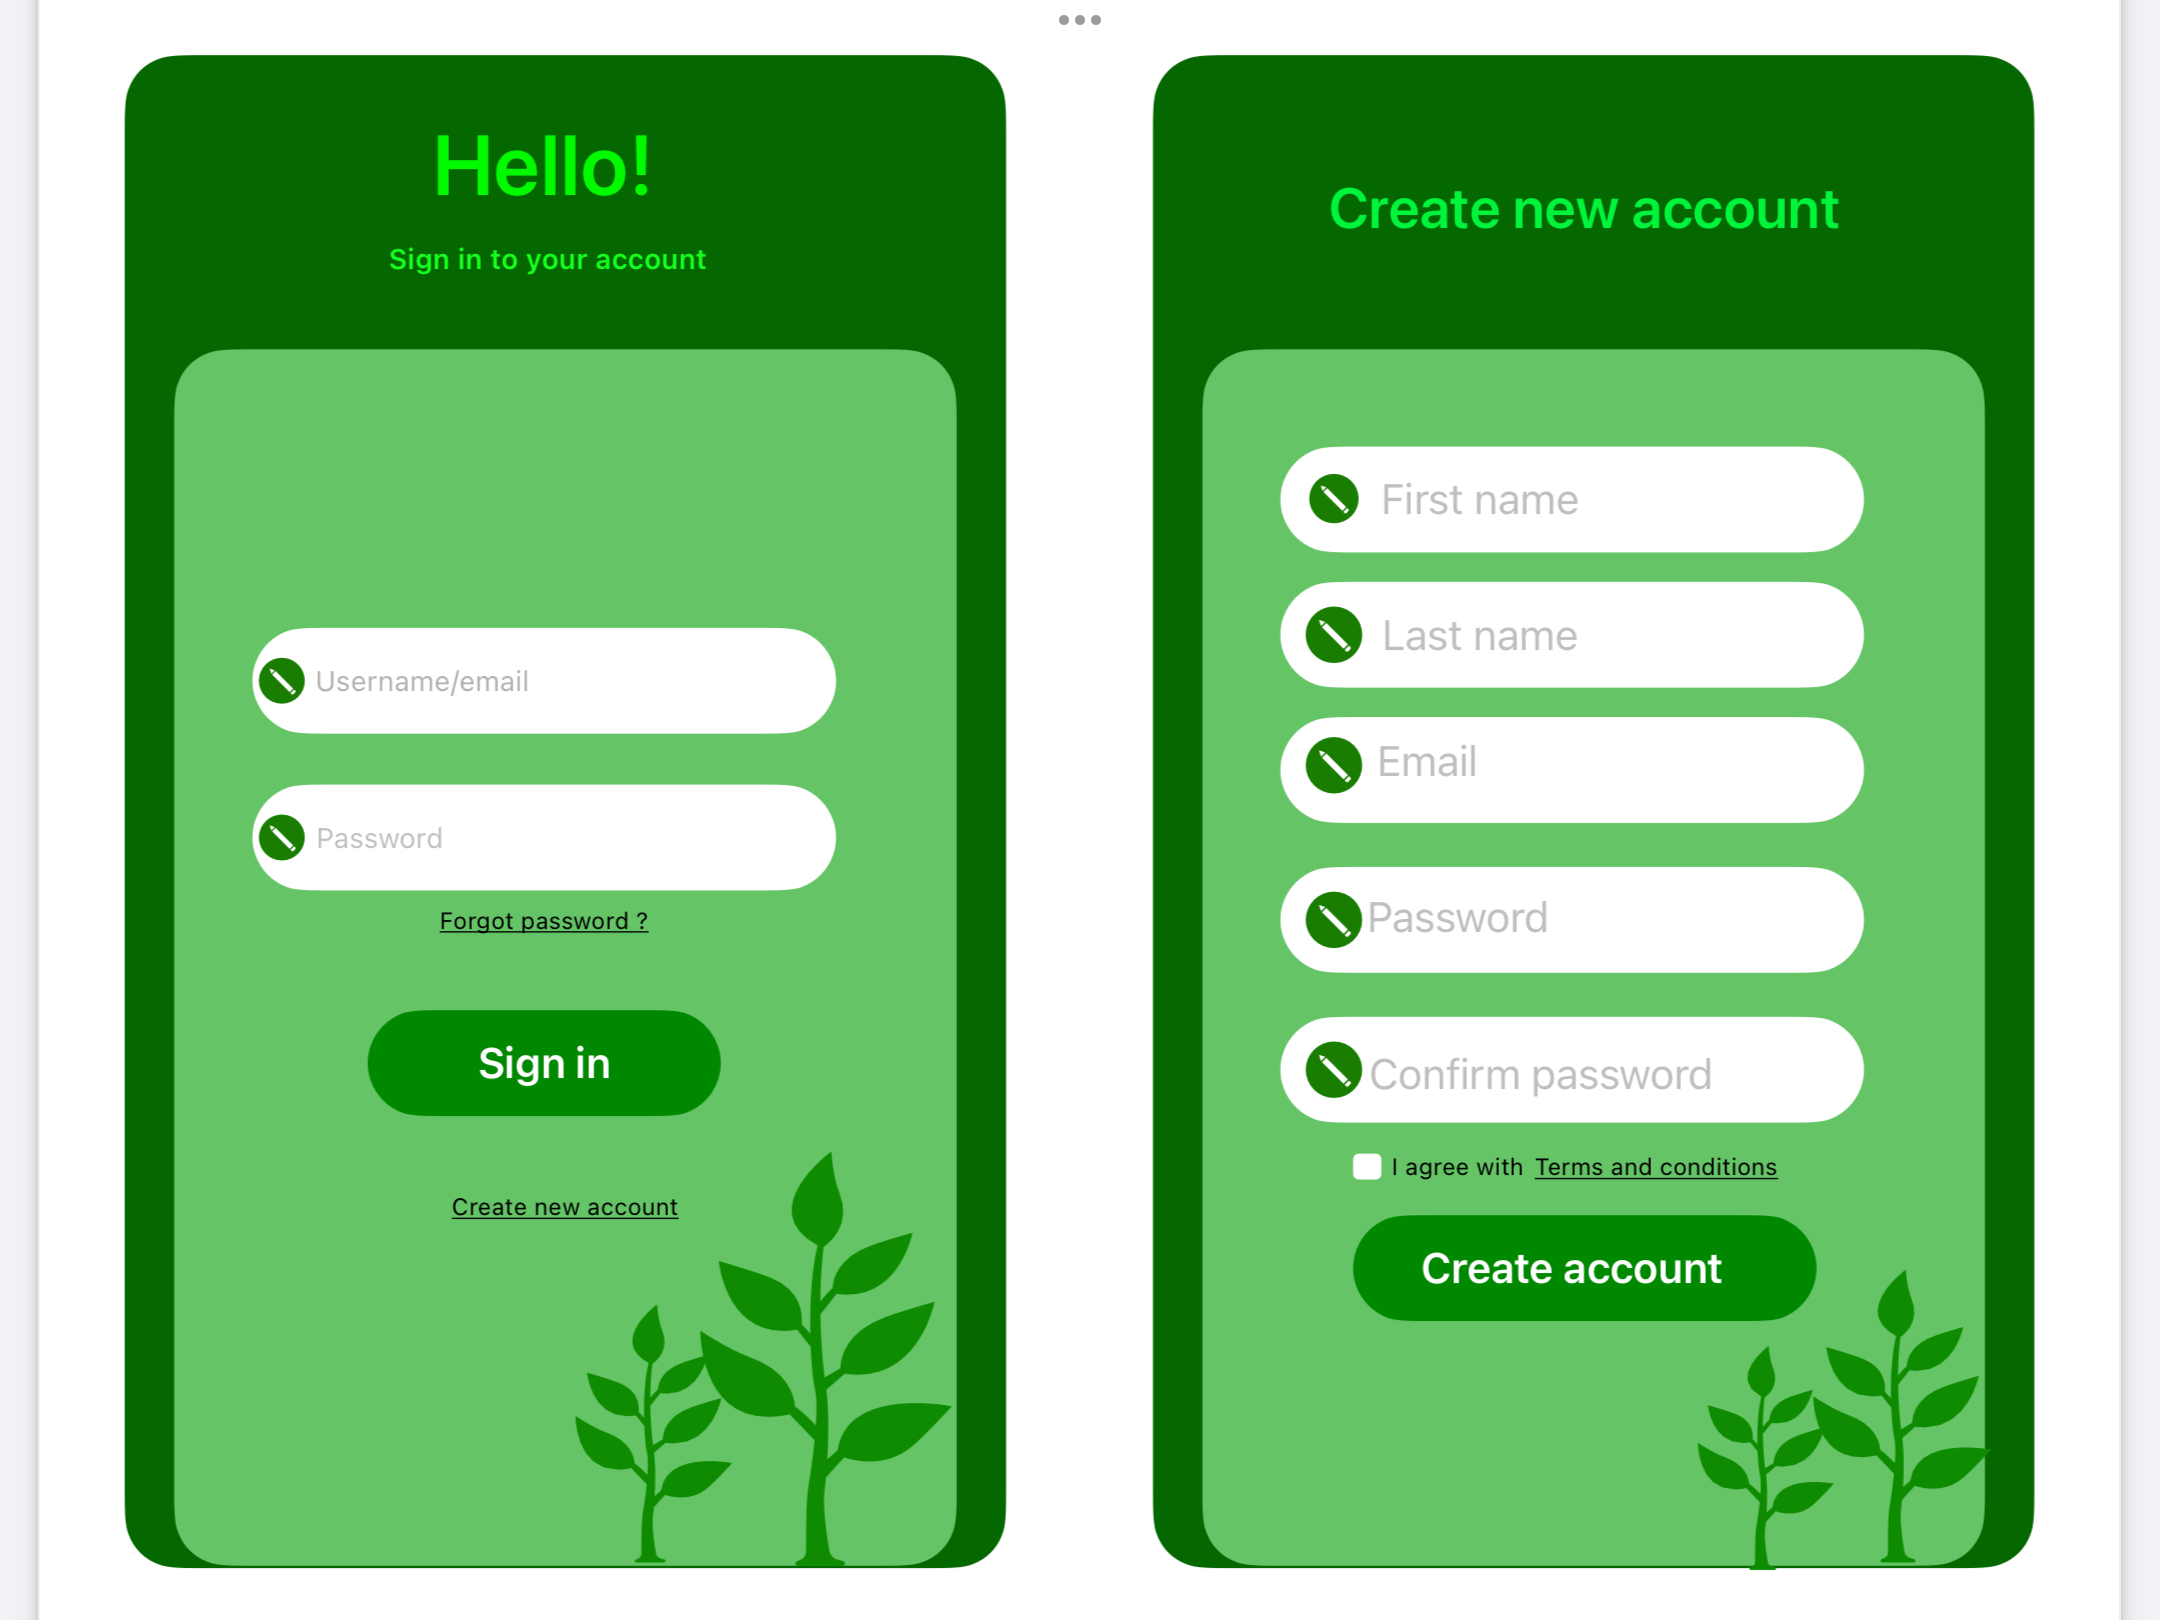 Hello!
Sign in to your account
Username/email
Password
Forgot password ?
Sign in
Create new account
Create new account
First name
Last name
Email
Password
Confirm password
I agree with Terms and conditions
Create account